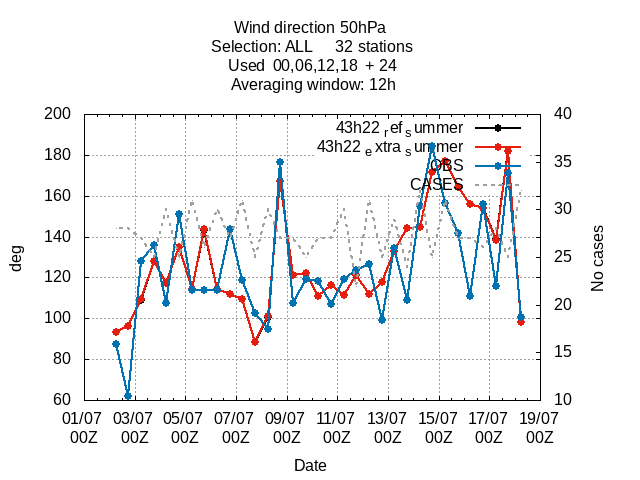 Wind direction 50hPa
Selection: ALL 32 stations
Used 00,06,12,18 + 24
Averaging window: 12h
200
180
160
140
120
100
80
60
40
35
30
25
20
15
10
43h22 ref summer
43h22 extra summer
OBS
CASES
deg
No cases
01/07 03/07 05/07 07/07 09/07 11/07 13/07 15/07 17/07 19/07
00Z 00Z 00Z 00Z 00Z 00Z 00Z 00Z 00Z 00Z
Date